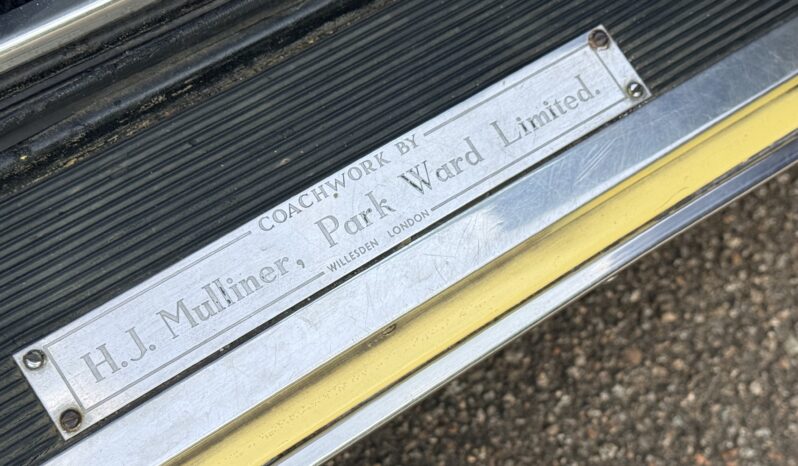 COACHWORK BY
H.J. Mulliner, Park Ward Limited.
WILLESDEN LONDON